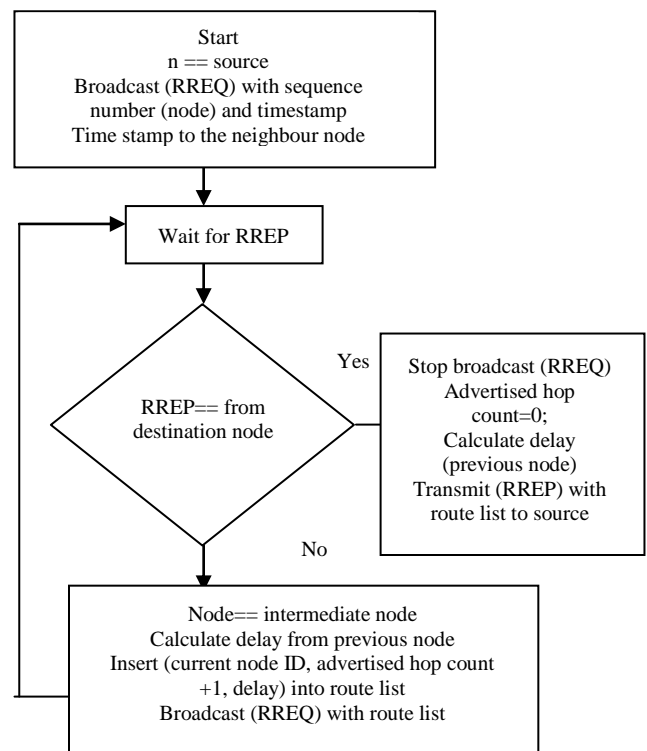 Start
n == source
Broadcast (RREQ) with sequence
number (node) and timestamp
Time stamp to the neighbour node
Wait for RREP
RREP== from
destination node
Yes
Stop broadcast (RREQ)
Advertised hop
count=0;
Calculate delay
(previous node)
Transmit (RREP) with
route list to source
No
Node== intermediate node
Calculate delay from previous node
Insert (current node ID, advertised hop count
+1, delay) into route list
Broadcast (RREQ) with route list